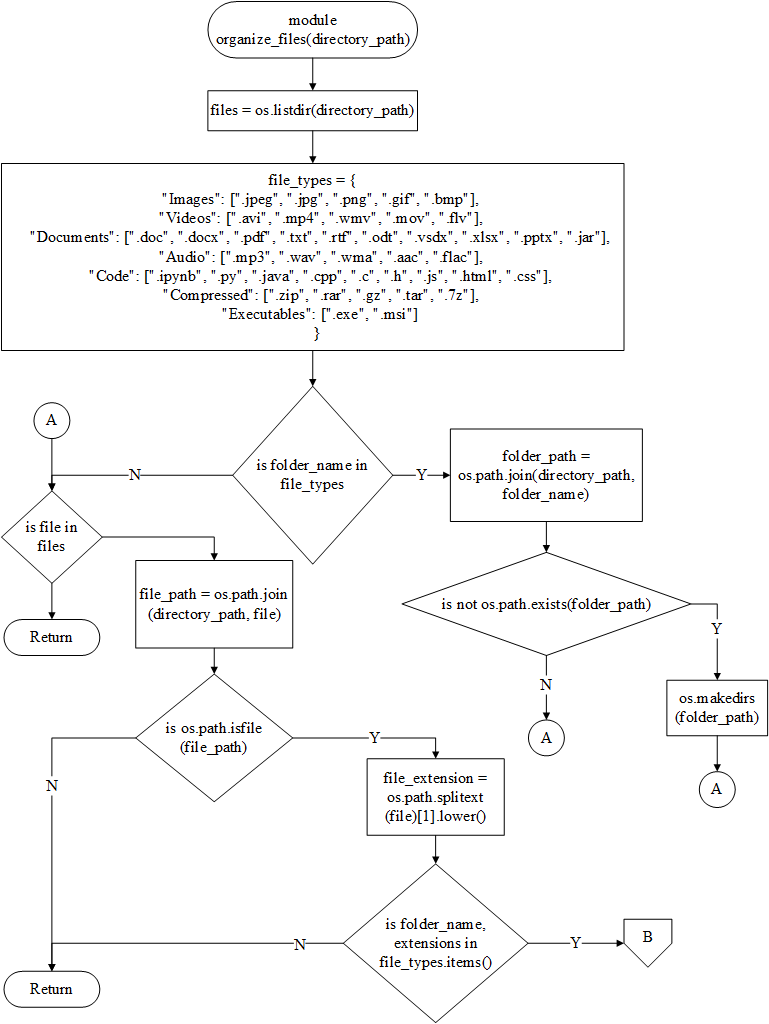 module
organize_files(directory_path)
files = os.listdir(directory_path)
file_types = {
"Images": [".jpeg", ".jpg", ".png", ".gif", ".bmp"],
"Videos": [".avi", ".mp4", ".wmv", ".mov", ".flv"],
"Documents": [".doc", ".docx", ".pdf", ".txt", ".rtf", ".odt", ".vsdx", ".xlsx", ".pptx", ".jar"],
"Audio": [".mp3", ".wav", ".wma", ".aac", ".flac"],
"Code": [".ipynb", ".py", ".java", ".cpp", ".c", ".h", ".js", ".html", ".css"],
"Compressed": [".zip", ".rar", ".gz", ".tar", ".7z"],
"Executables": [".exe", ".msi"]
}
A
is folder_name in
file_types
N
Y
folder_path =
os.path.join(directory_path,
folder_name)
is file in
files
file_path = os.path.join
(directory_path, file)
is not os.path.exists(folder_path)
Y
Return
N
os.makedirs
(folder_path)
A
A
is os.path.isfile
(file_path)
Y
N
file_extension =
os.path.splitext
(file)[1].lower()
is folder_name,
extensions in
file_types.items()
N
Y
B
Return